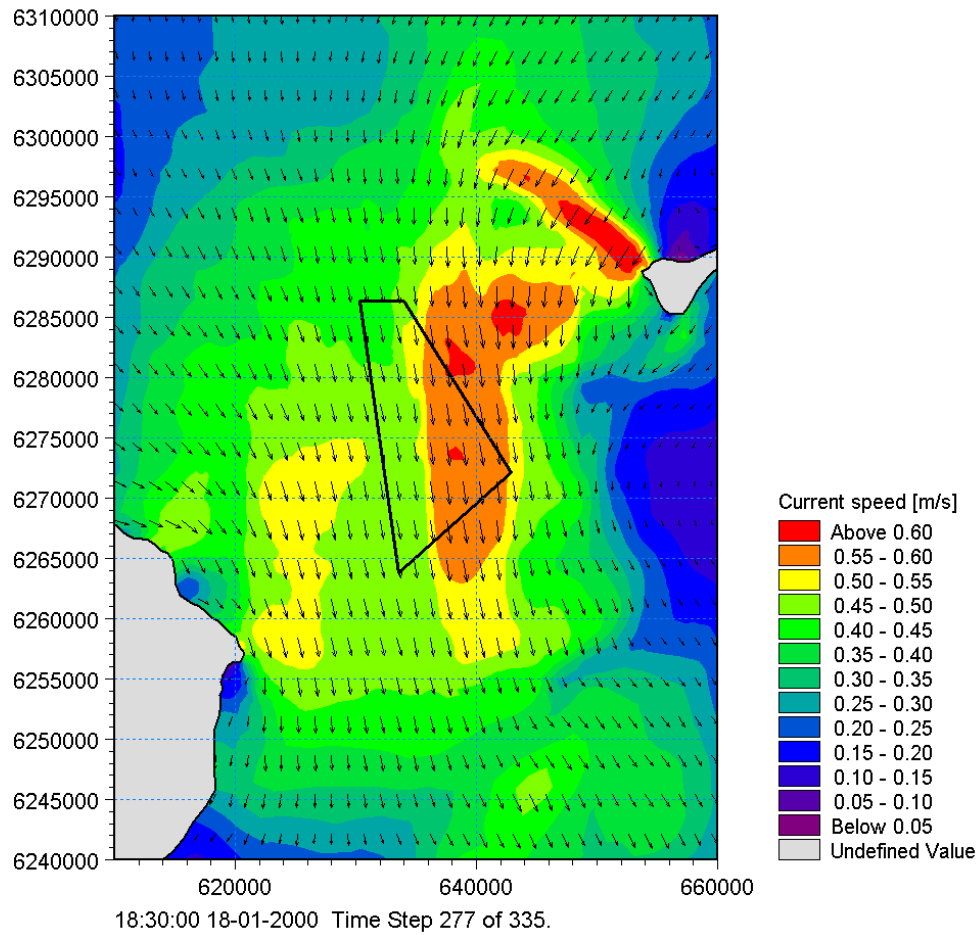 6310000
6305000
6300000
6295000
6290000
6285000
6280000
6275000
6270000
6265000
6260000
6255000
6250000
6245000
6240000
620000 640000 660000
Current speed [m/s]
Above 0.60
0.55 - 0.60
0.50 - 0.55
0.45 - 0.50
0.40 - 0.45
0.35 - 0.40
0.30 - 0.35
0.25 - 0.30
0.20 - 0.25
0.15 - 0.20
0.10 - 0.15
0.05 - 0.10
Below 0.05
Undefined Value
18:30:00 18-01-2000 Time Step 277 of 335.